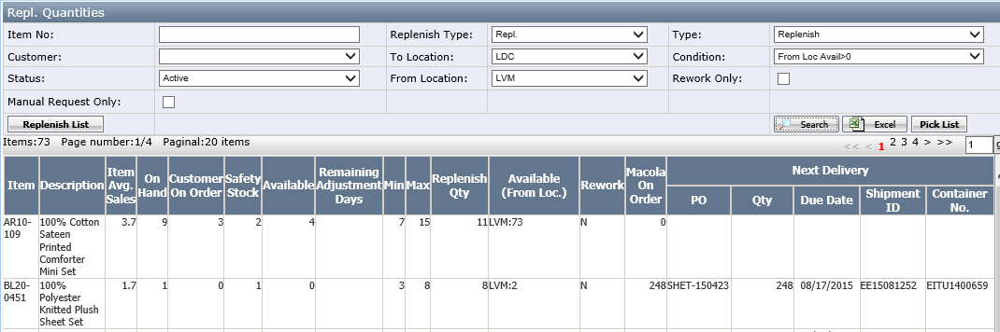 Repl. Quantities
Item No: Replenish Type: Repl. Type: Replenish
Customer: To Location: LDC Condition: From Loc Avail>0
Status: Active From Location: LVM Rework Only:
Manual Request Only:
Replenish List Search Excel Pick List
Items:73 Page number:1/4 Paginal:20 items << < 1 2 3 4 > >> 1
Item Description Item Avg. Sales On Hand Customer On Order Safety Stock Available Remaining Adjustment Days Min Max Replenish Qty Available (From Loc.) Rework Macola On Order Next Delivery
PO Qty Due Date Shipment ID Container No.
AR10-109 100% Cotton Sateen Printed Comforter Mini Set 3.7 9 3 2 4 7 15 11 LVM:73 N 0
BL20-0451 100% Polyester Knitted Plush Sheet Set 1.7 1 0 1 0 3 8 8 LVM:2 N 248 SHET-150423 248 08/17/2015 EE15081252 EITU1400659